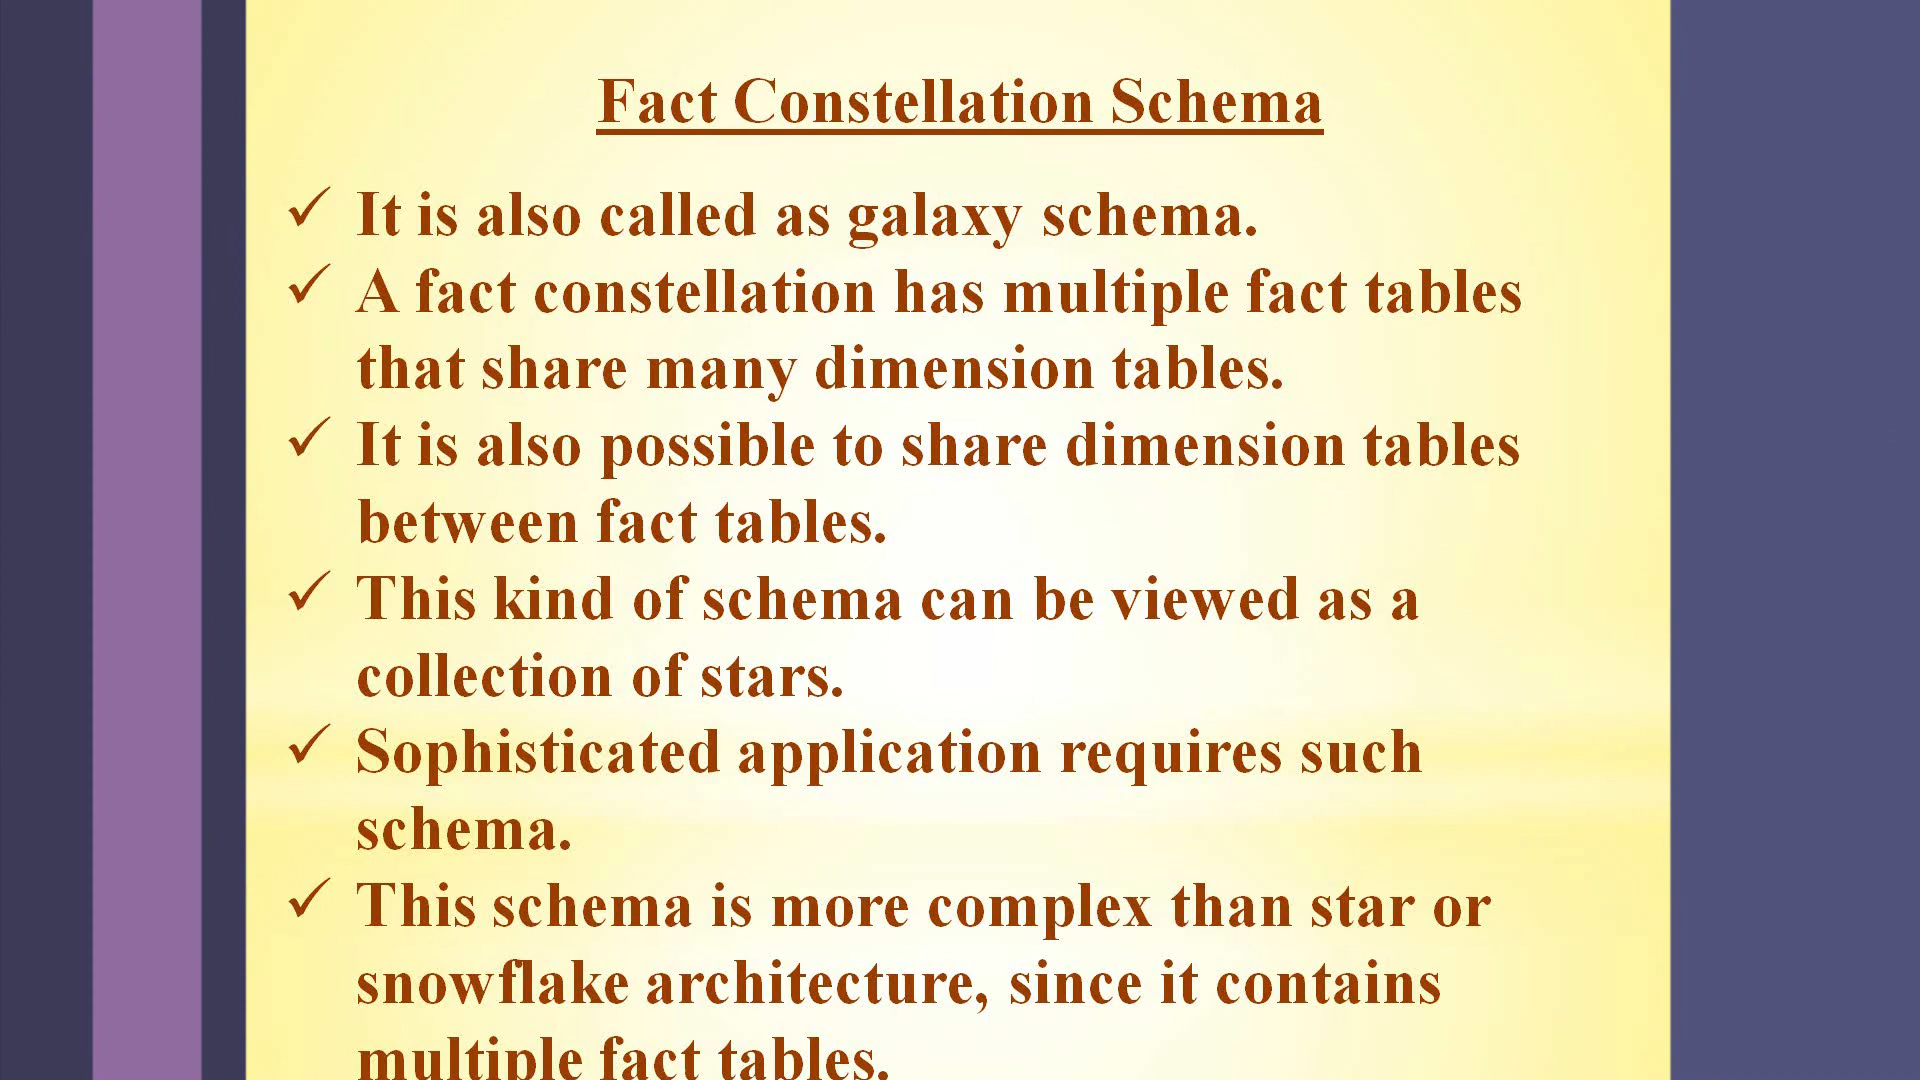 Fact Constellation Schema
✓ It is also called as galaxy schema.
✓ A fact constellation has multiple fact tables
that share many dimension tables.
✓ It is also possible to share dimension tables
between fact tables.
✓ This kind of schema can be viewed as a
collection of stars.
✓ Sophisticated application requires such
schema.
✓ This schema is more complex than star or
snowflake architecture, since it contains
multiple fact tables.